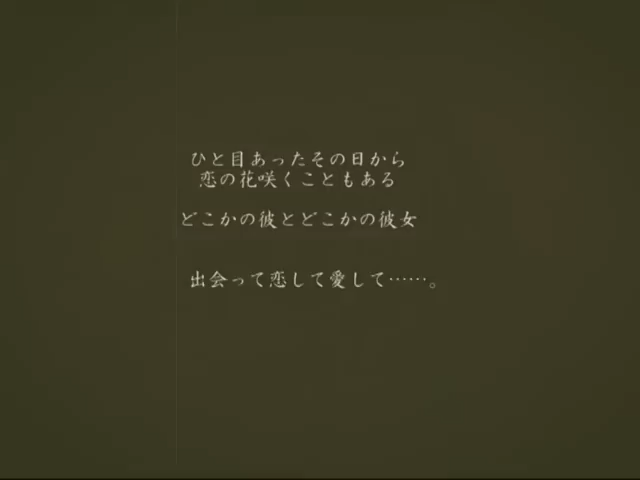 ひと目あったその日から
恋の花咲くこともある
どこかの彼とどこかの彼女
出会って恋して愛して……。